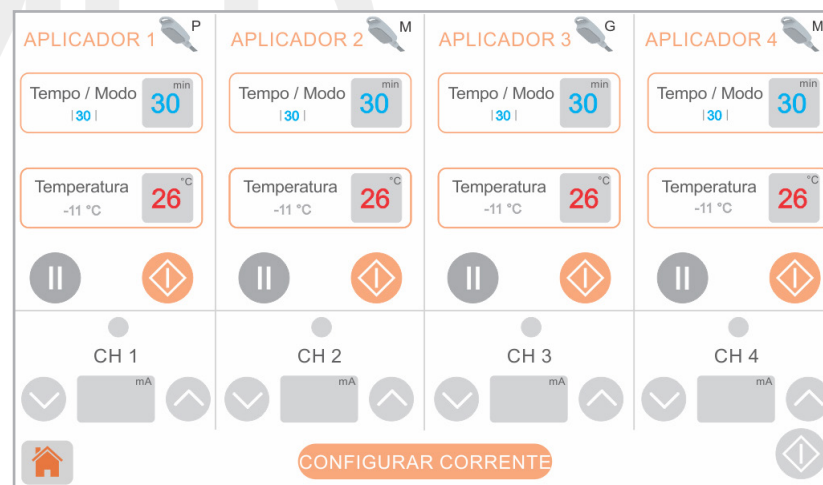 APLICADOR 1 P
Tempo / Modo
|30|
30 min
Temperatura
-11 °C
26 °C
APLICADOR 2 M
Tempo / Modo
|30|
30 min
Temperatura
-11 °C
26 °C
APLICADOR 3 G
Tempo / Modo
|30|
30 min
Temperatura
-11 °C
26 °C
APLICADOR 4 M
Tempo / Modo
|30|
30 min
Temperatura
-11 °C
26 °C
CH 1
mA
CH 2
mA
CH 3
mA
CH 4
mA
CONFIGURAR CORRENTE